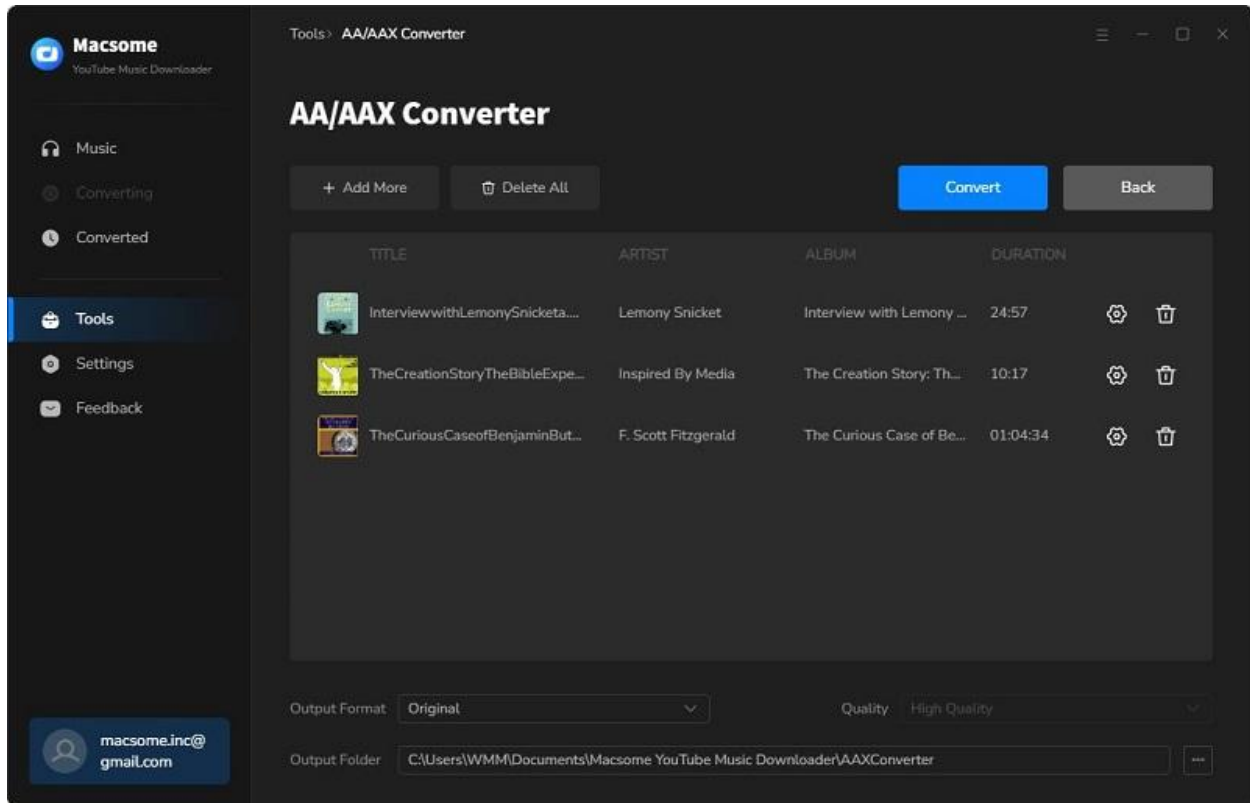 Macsome
YouTube Music Downloader
Music
Converting
Converted
Tools
Settings
Feedback
macsome.inc@
gmail.com
Tools> AA/AAX Converter
AA/AAX Converter
+ Add More Delete All Convert Back
TITLE ARTIST ALBUM DURATION
InterviewwithLemonySnicketa.... Lemony Snicket Interview with Lemony ... 24:57
TheCreationStoryTheBibleExpe... Inspired By Media The Creation Story: Th... 10:17
TheCuriousCaseofBenjaminBut... F. Scott Fitzgerald The Curious Case of Be... 01:04:34
Output Format Original Quality High Quality
Output Folder C:\Users\WMM\Documents\Macsome YouTube Music Downloader\AAXConverter ...